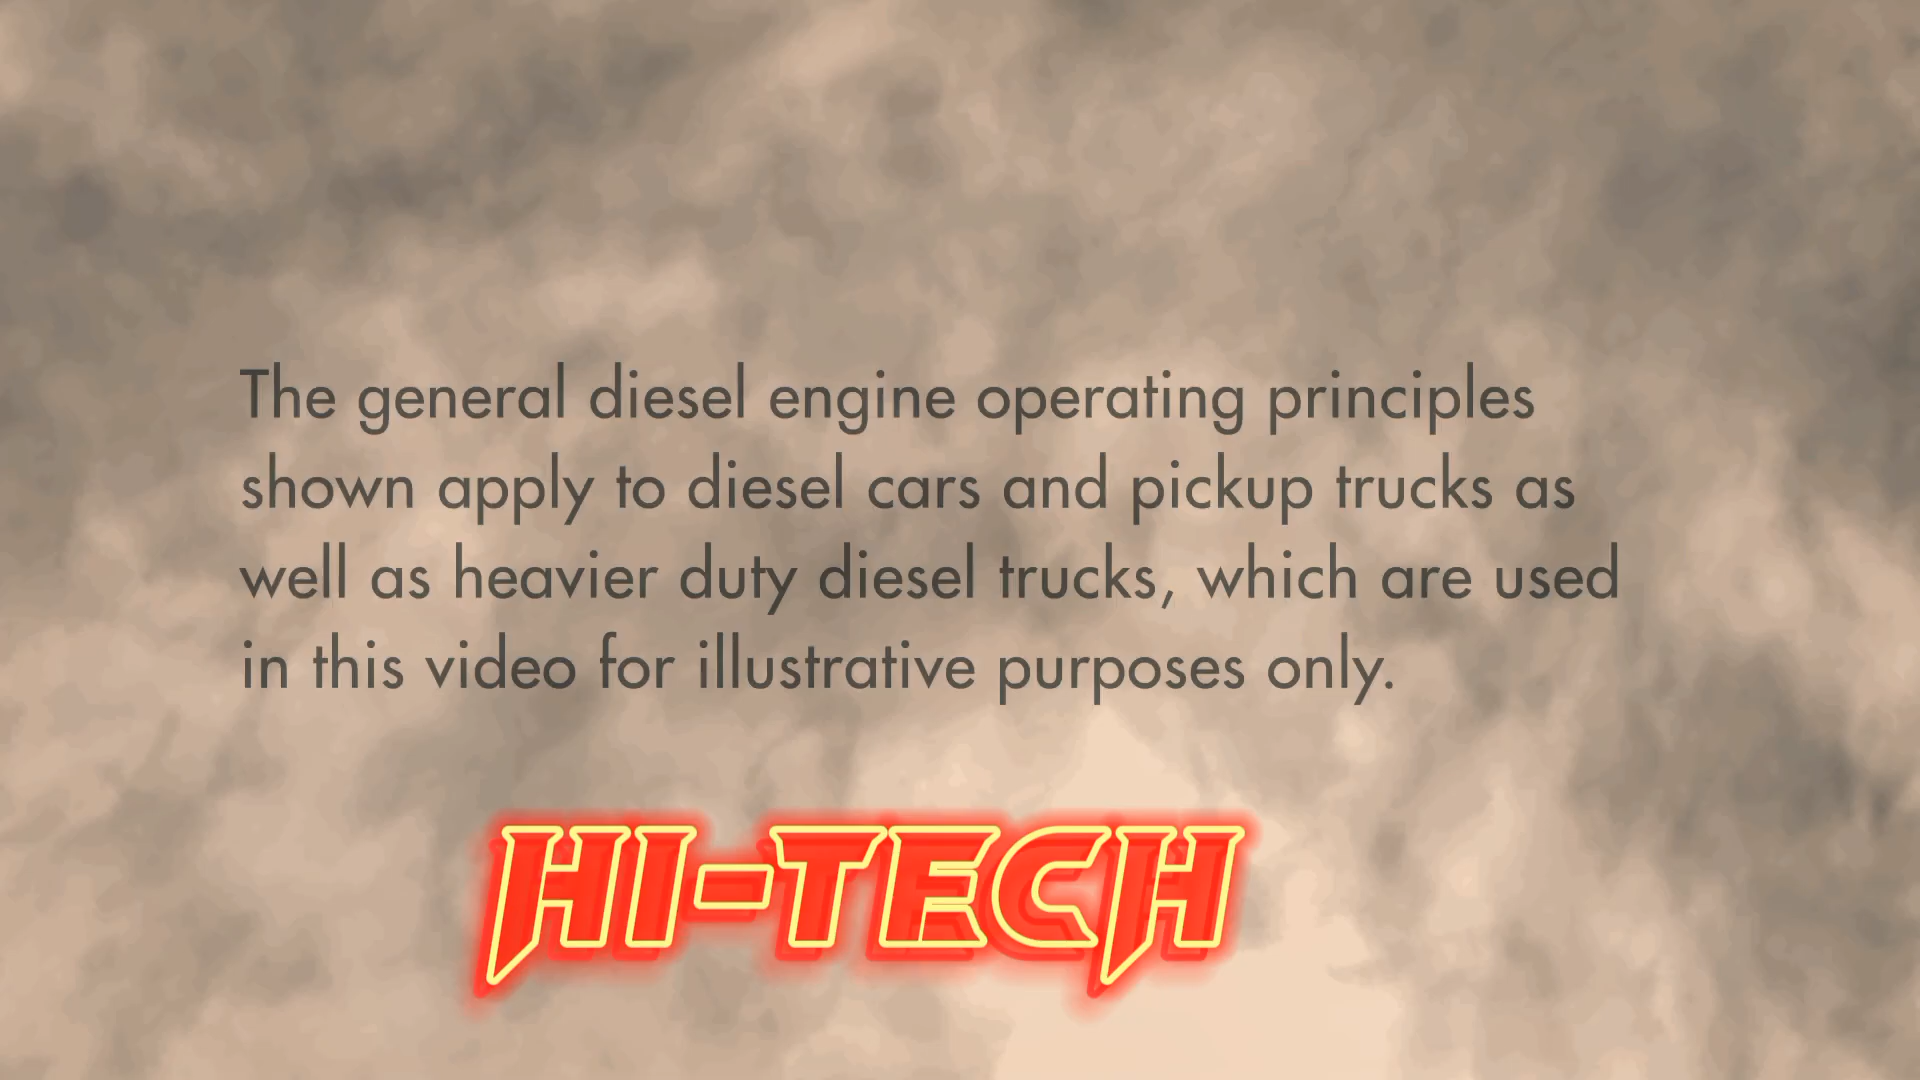 The general diesel engine operating principles
shown apply to diesel cars and pickup trucks as
well as heavier duty diesel trucks, which are used
in this video for illustrative purposes only.
HI-TECH